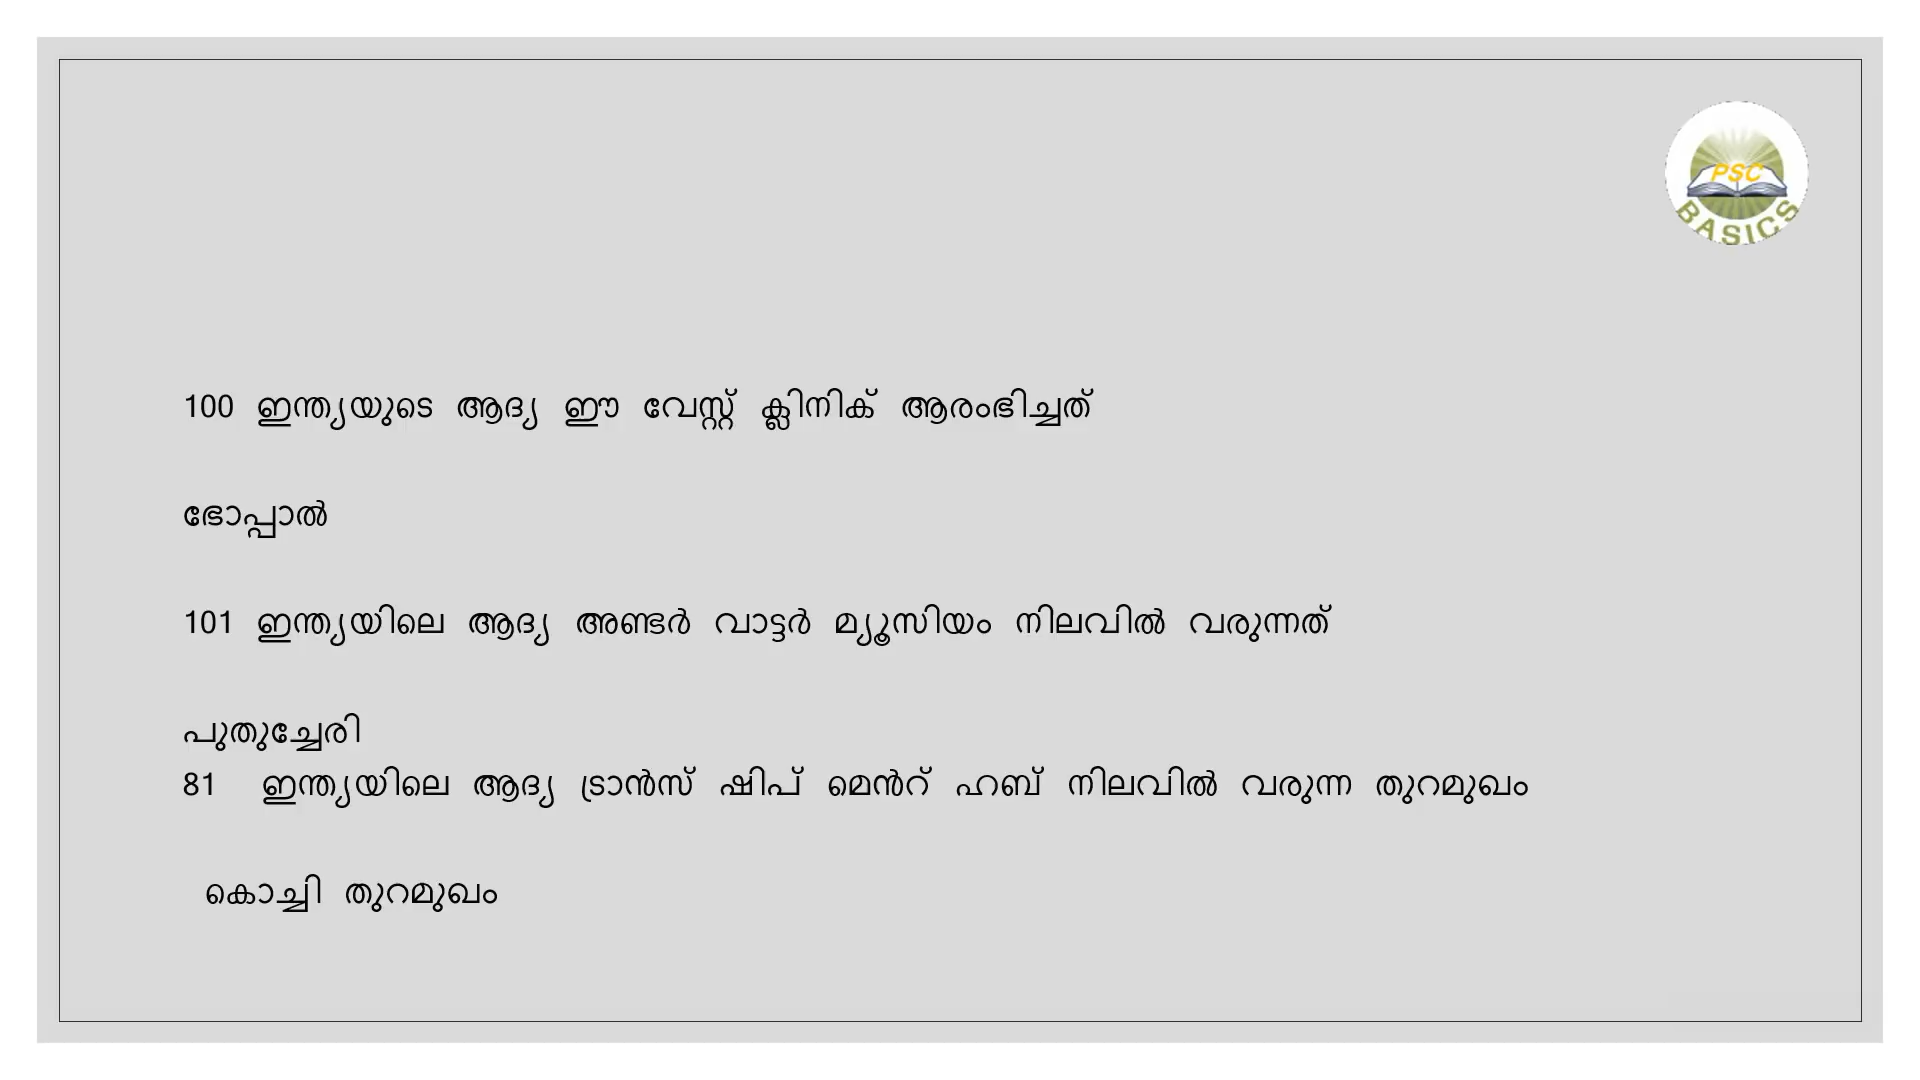 PSC
BASICS
100 ഇന്ത്യയുടെ ആദ്യ ഈ വേസ്റ്റ് ക്ലിനിക് ആരംഭിച്ചത്
ഭോപ്പാൽ
101 ഇന്ത്യയിലെ ആദ്യ അണ്ടർ വാട്ടർ മ്യൂസിയം നിലവിൽ വരുന്നത്
പുതുച്ചേരി
81 ഇന്ത്യയിലെ ആദ്യ ട്രാൻസ് ഷിപ് മെൻറ് ഹബ് നിലവിൽ വരുന്ന തുറമുഖം
കൊച്ചി തുറമുഖം